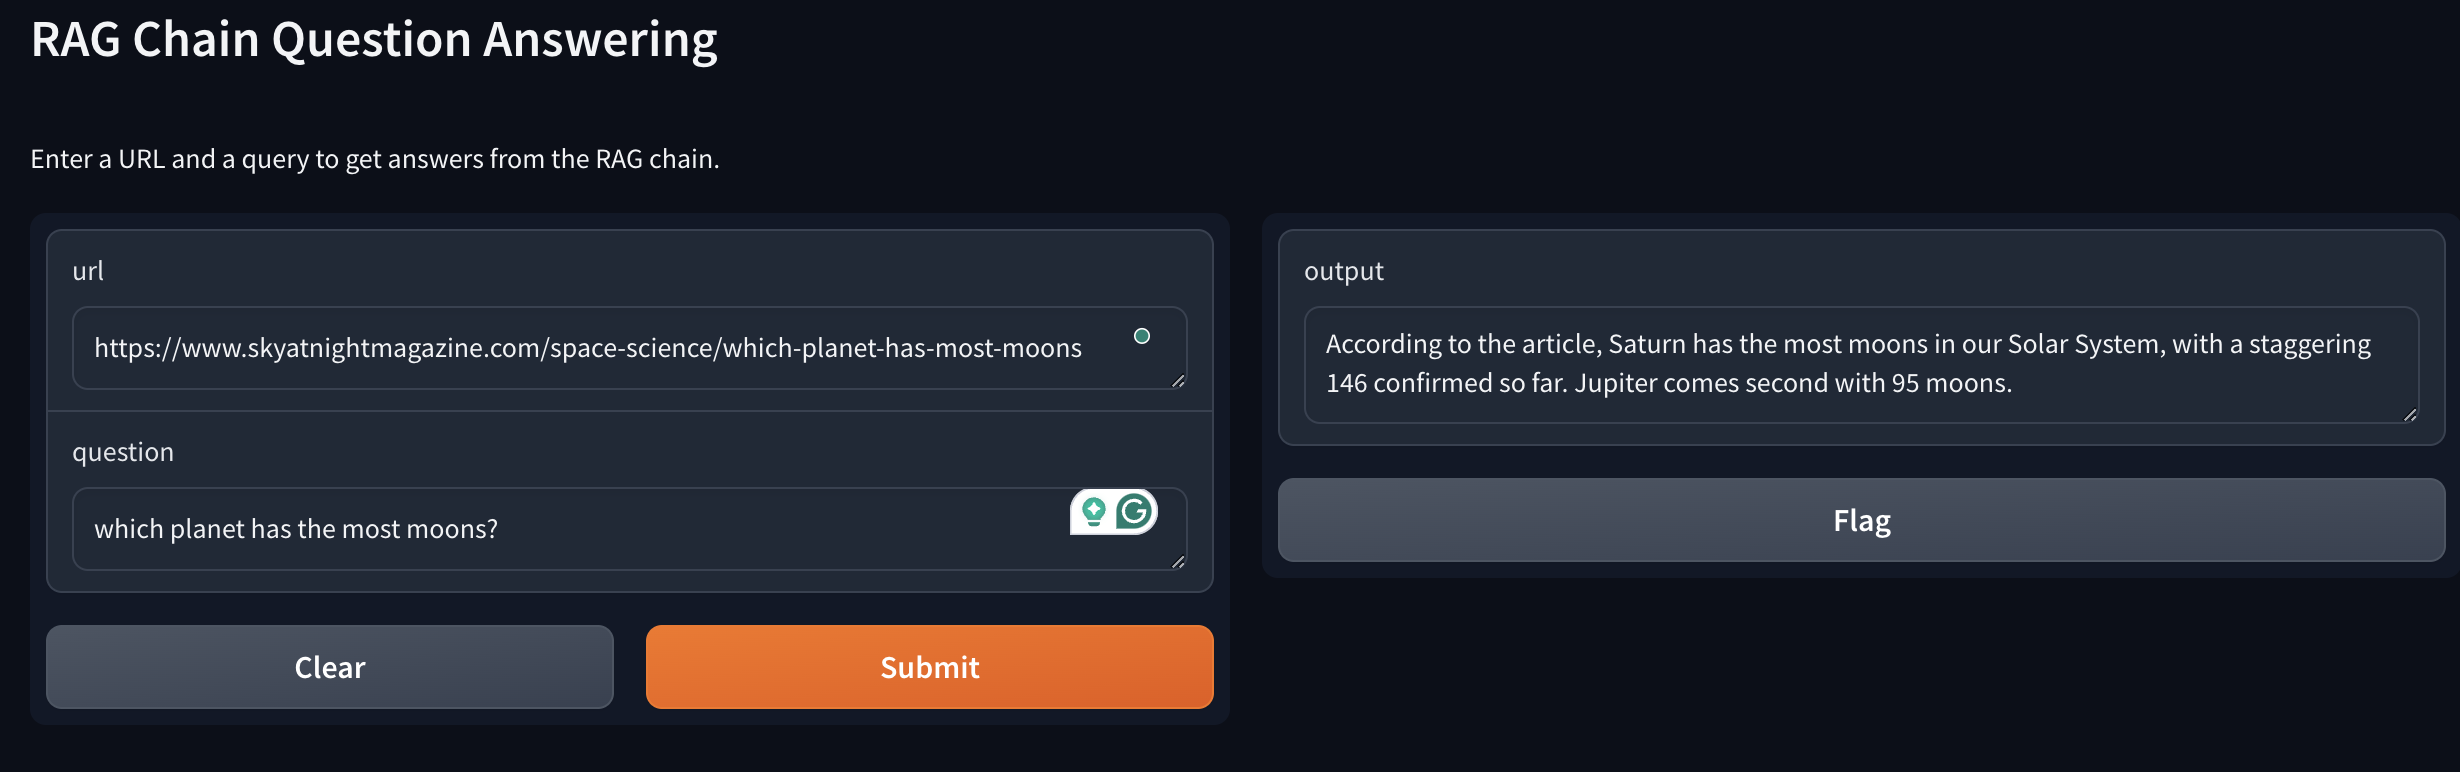 RAG Chain Question Answering
Enter a URL and a query to get answers from the RAG chain.
url
https://www.skyatnightmagazine.com/space-science/which-planet-has-most-moons
question
which planet has the most moons?
Clear
Submit
output
According to the article, Saturn has the most moons in our Solar System, with a staggering
146 confirmed so far. Jupiter comes second with 95 moons.
Flag